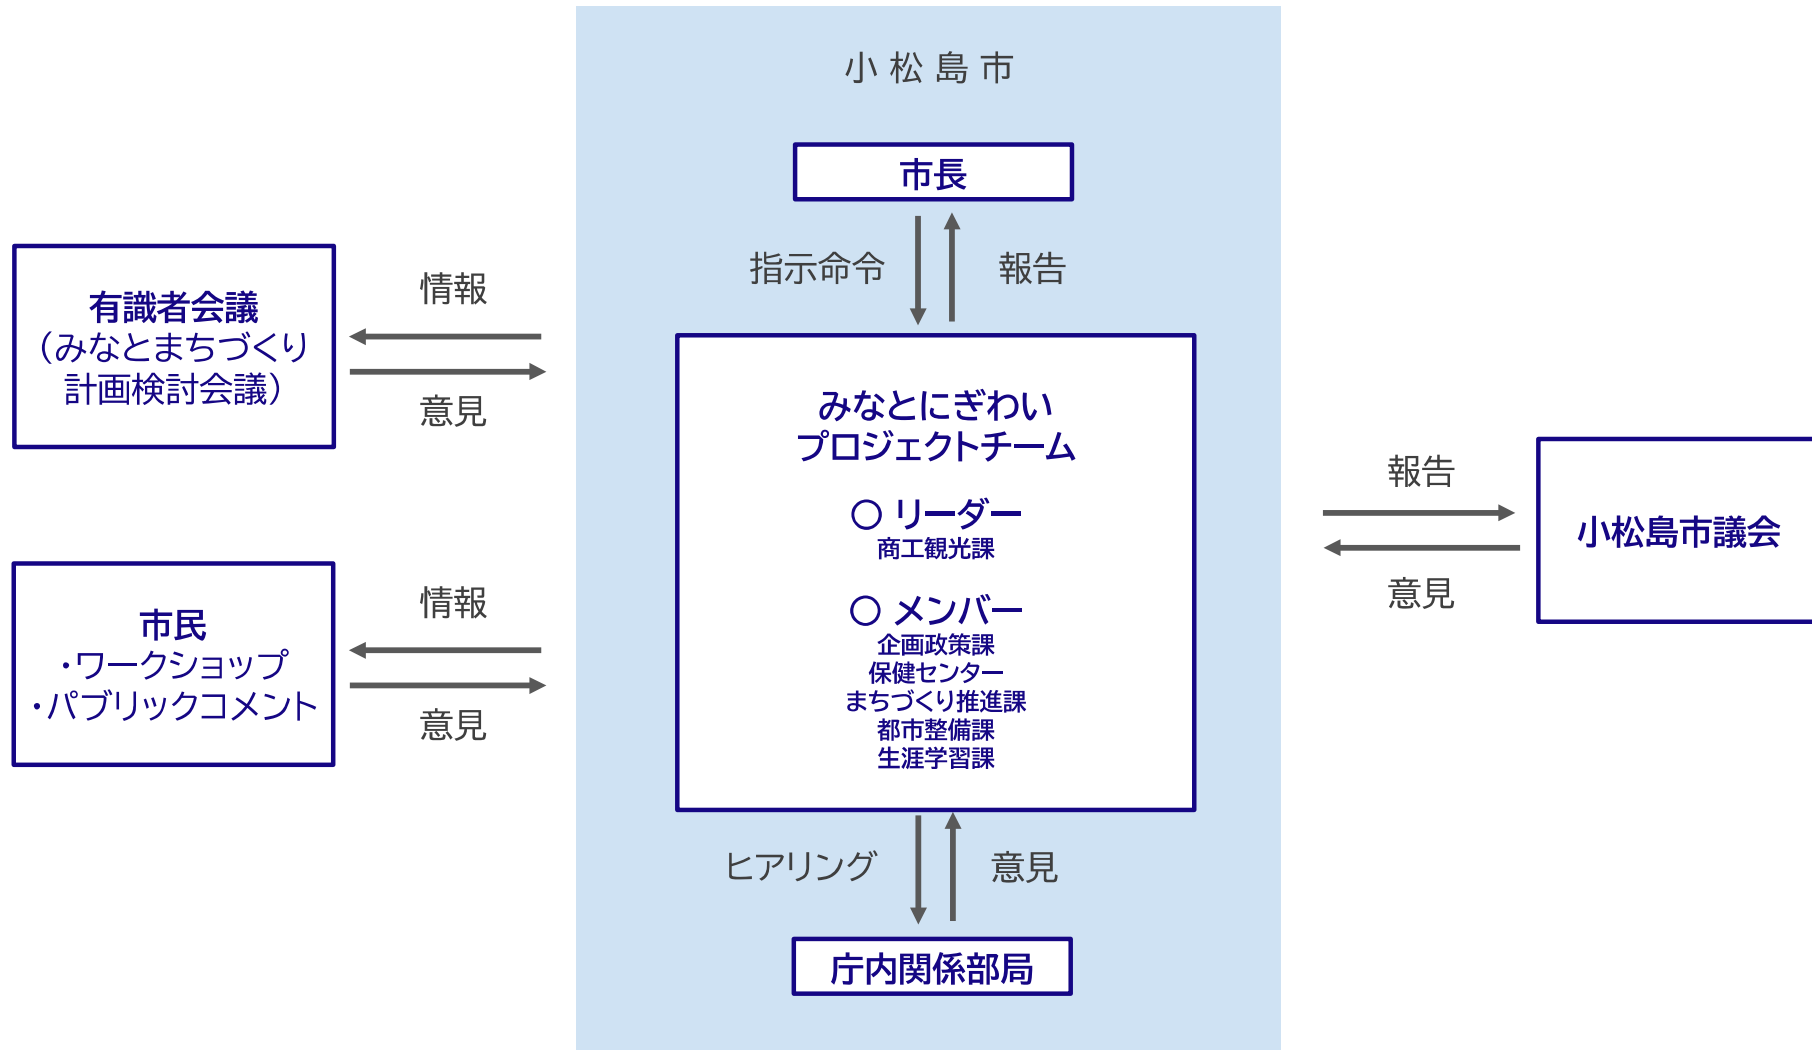 小松島市
市長
指示命令
報告
有識者会議
（みなとまちづくり
計画検討会議）
情報
意見
市民
・ワークショップ
・パブリックコメント
情報
意見
みなとにぎわい
プロジェクトチーム
〇 リーダー
商工観光課
〇 メンバー
企画政策課
保健センター
まちづくり推進課
都市整備課
生涯学習課
報告
意見
小松島市議会
ヒアリング
意見
庁内関係部局